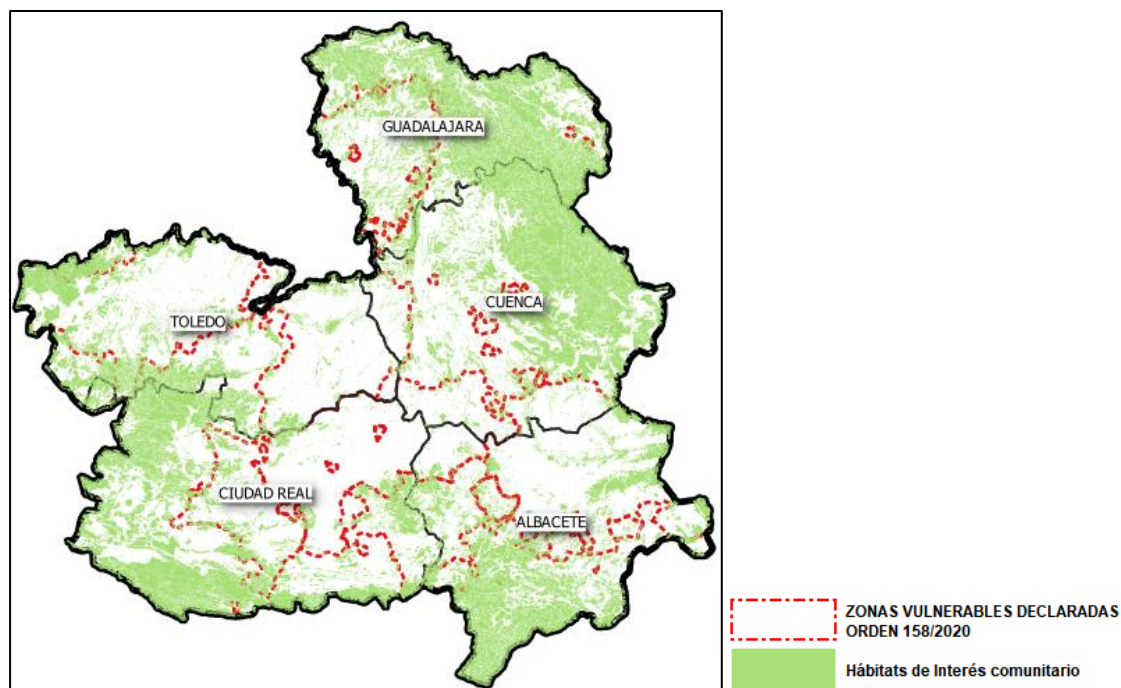 GUADALAJARA
CUENCA
TOLEDO
CIUDAD REAL
ALBACETE
ZONAS VULNERABLES DECLARADAS
ORDEN 158/2020
Hábitats de Interés comunitario